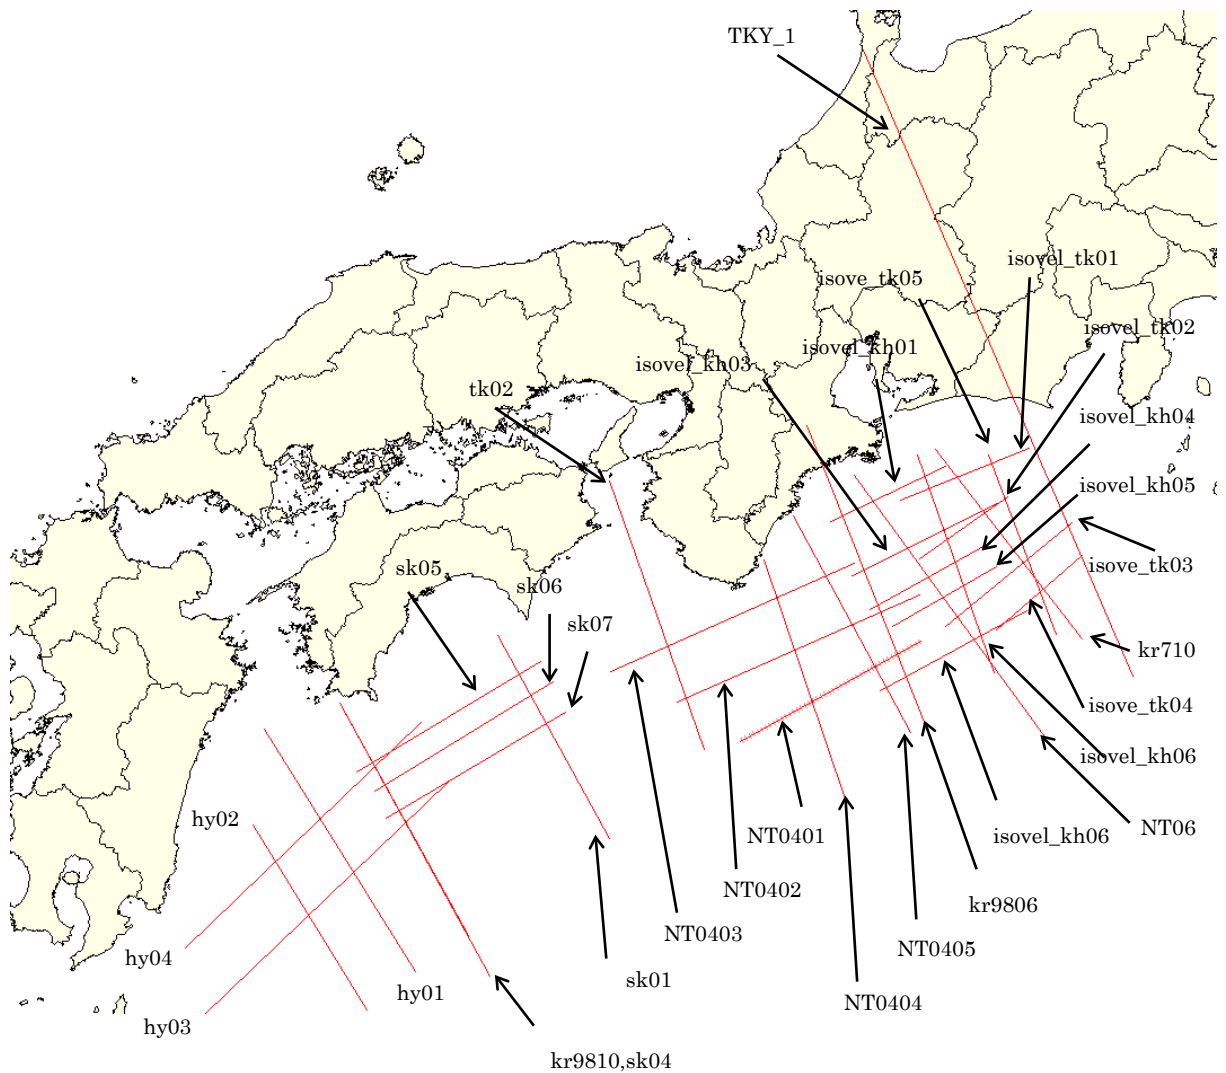 TKY_1
isovel_tk01
isove_tk05
isovel_tk02
isovel_kh01
isovel_kh03
tk02
isovel_kh04
isovel_kh05
isove_tk03
sk05
sk06
sk07
kr710
isove_tk04
isovel_kh06
hy02
NT0401
isovel_kh06
NT06
NT0402
kr9806
NT0403
NT0405
hy04
sk01
hy01
NT0404
hy03
kr9810,sk04